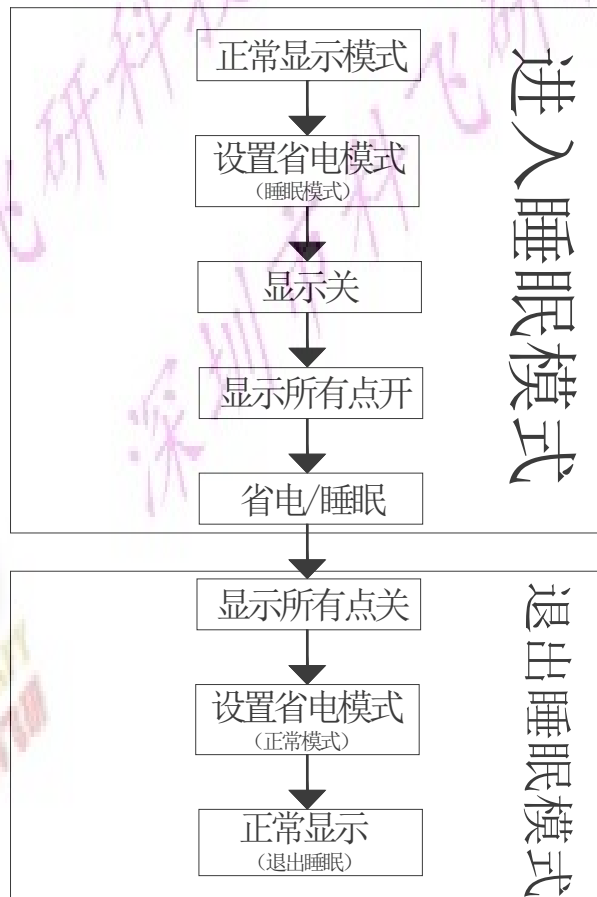 正常显示模式
设置省电模式
（睡眠模式）
显示关
显示所有点开
省电/睡眠
进入睡眠模式
显示所有点关
设置省电模式
（正常模式）
正常显示
（退出睡眠）
退出睡眠模式